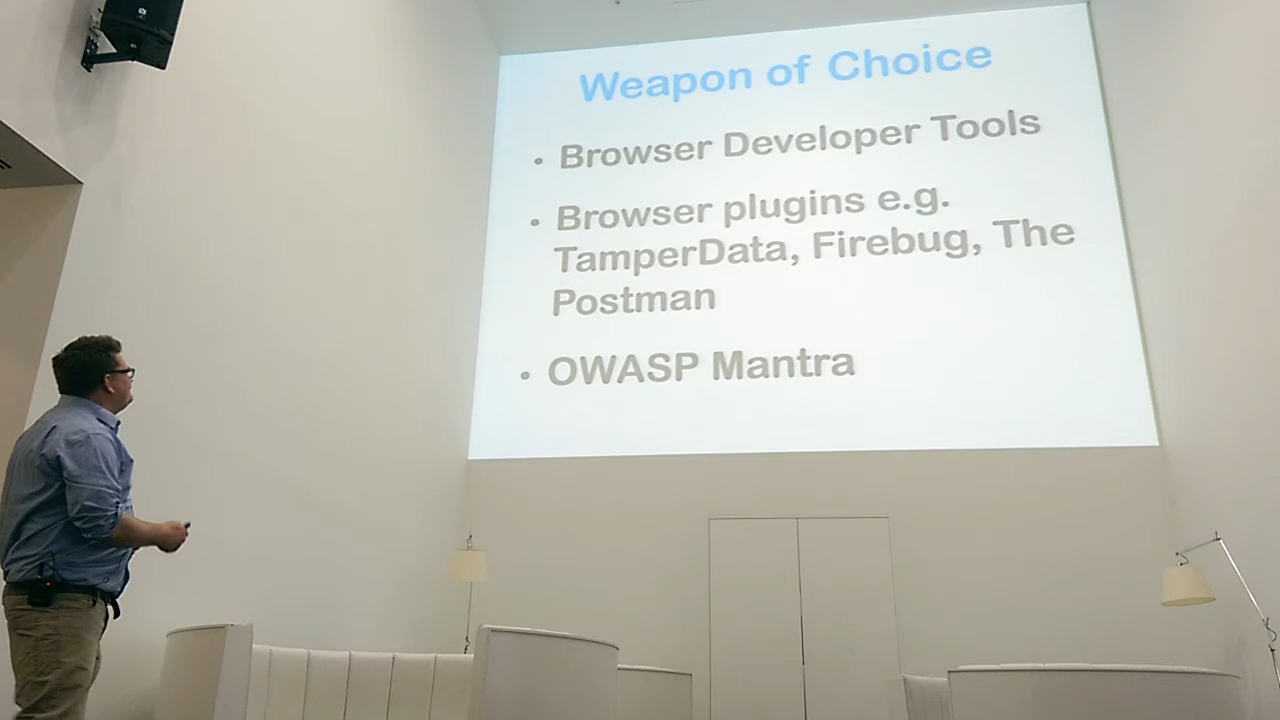 Weapon of Choice
• Browser Developer Tools
• Browser plugins e.g.
TamperData, Firebug, The
Postman
• OWASP Mantra